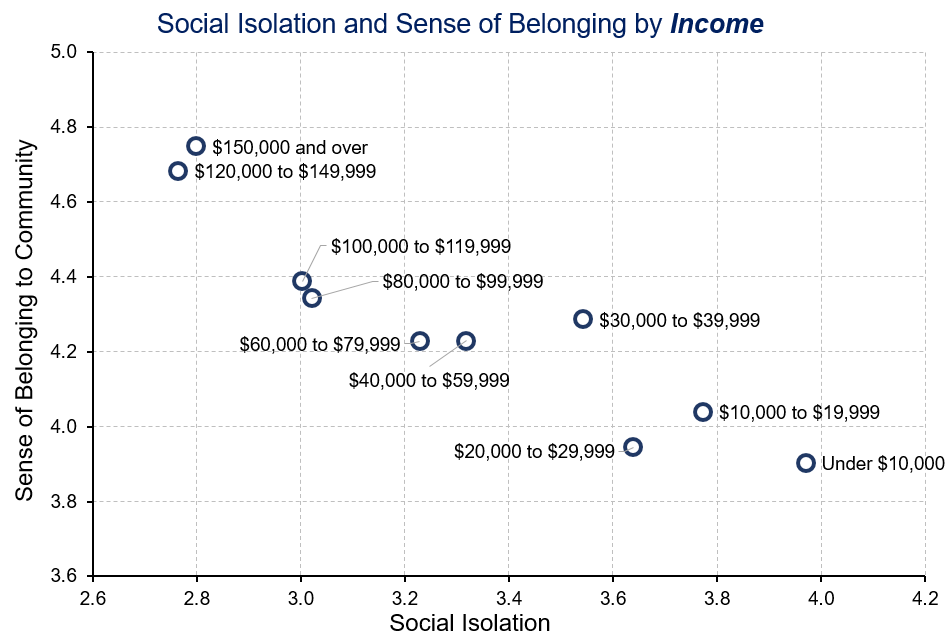 Social Isolation and Sense of Belonging by Income
5.0
4.8
4.6
4.4
4.2
4.0
3.8
3.6
Sense of Belonging to Community
$150,000 and over
$120,000 to $149,999
$100,000 to $119,999
$80,000 to $99,999
$30,000 to $39,999
$60,000 to $79,999
$40,000 to $59,999
$10,000 to $19,999
$20,000 to $29,999
Under $10,000
2.6 2.8 3.0 3.2 3.4 3.6 3.8 4.0 4.2
Social Isolation